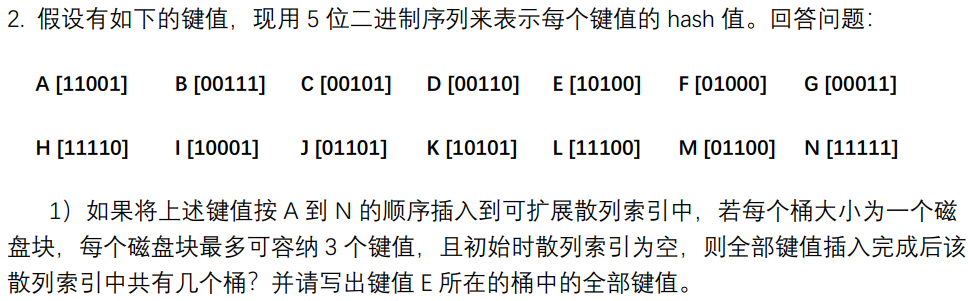 2. 假设有如下的键值，现用 5 位二进制序列来表示每个键值的 hash 值。回答问题：
A [11001] B [00111] C [00101] D [00110] E [10100] F [01000] G [00011]
H [11110] I [10001] J [01101] K [10101] L [11100] M [01100] N [11111]
1）如果将上述键值按 A 到 N 的顺序插入到可扩展散列索引中，若每个桶大小为一个磁
盘块，每个磁盘块最多可容纳 3 个键值，且初始时散列索引为空，则全部键值插入完成后该
散列索引中共有几个桶？并请写出键值 E 所在的桶中的全部键值。